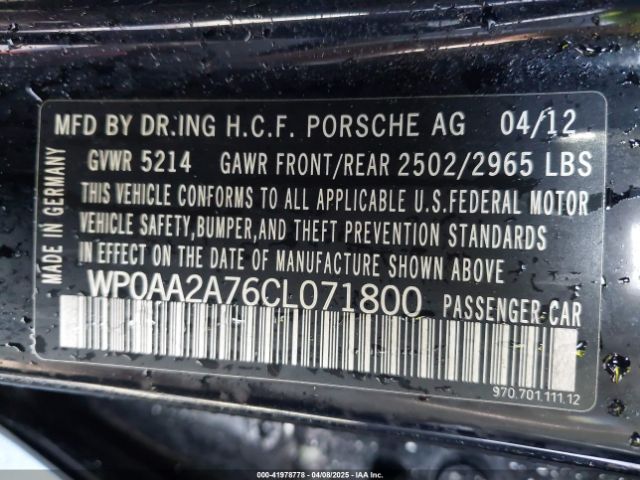 MFD BY DR.ING H.C.F. PORSCHE AG 04/12
GVWR 5214 GAWR FRONT/REAR 2502/2965 LBS
THIS VEHICLE CONFORMS TO ALL APPLICABLE U.S.FEDERAL MOTOR
VEHICLE SAFETY,BUMPER,AND THEFT PREVENTION STANDARDS
IN EFFECT ON THE DATE OF MANUFACTURE SHOWN ABOVE.
WP0AA2A76CL071800 PASSENGER CAR
MADE IN GERMANY
970.701.111.12
000-41978778 - 04/08/2025 - IAAI.COM